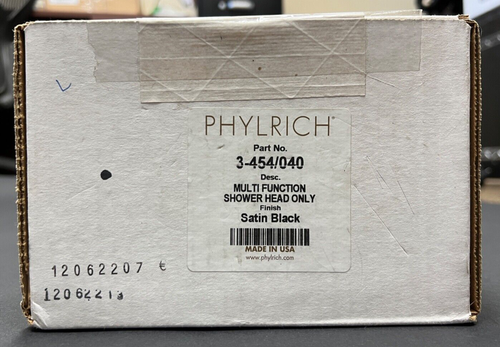 PHYLRICH
Part No.
3-454/040
Desc.
MULTI FUNCTION
SHOWER HEAD ONLY
Finish
Satin Black
MADE IN USA
www.phylrich.com
12062207 €